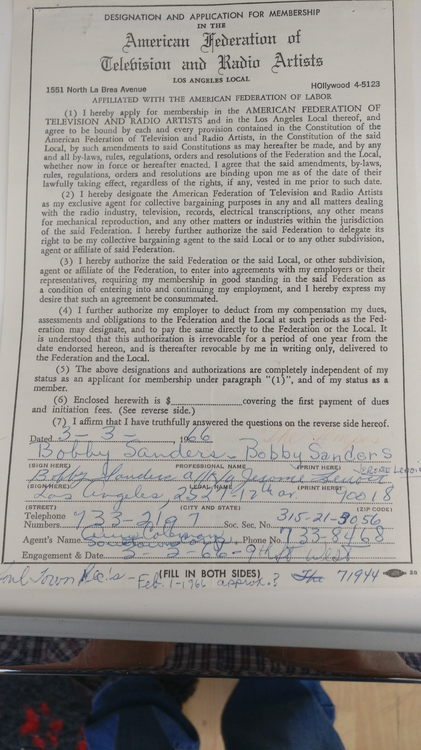 DESIGNATION AND APPLICATION FOR MEMBERSHIP
IN THE
American Federation of
Television and Radio Artists
LOS ANGELES LOCAL
1551 North La Brea Avenue HOllywood 4-5123
AFFILIATED WITH THE AMERICAN FEDERATION OF LABOR
(1) I hereby apply for membership in the AMERICAN FEDERATION OF
TELEVISION AND RADIO ARTISTS and in the Los Angeles Local thereof, and
agree to be bound by each and every provision contained in the Constitution of the
American Federation of Television and Radio Artists, in the Constitution of the said
Local, by such amendments to said Constitutions as may hereafter be made, and by any
and all by-laws, rules, regulations, orders and resolutions of the Federation and the Local,
whether now in force or hereafter enacted. I agree that the said amendments, by-laws,
rules, regulations, orders and resolutions are binding upon me as of the date of their
lawfully taking effect, regardless of the rights, if any, vested in me prior to such date.
(2) I hereby designate the American Federation of Television and Radio Artists
as my exclusive agent for collective bargaining purposes in any and all matters dealing
with the radio industry, television, records, electrical transcriptions, any other means
for mechanical reproduction, and any other matters or industries within the jurisdiction
of the said Federation. I hereby further authorize the said Federation to delegate its
right to be my collective bargaining agent to the said Local or to any other subdivision,
agent or affiliate of said Federation.
(3) I hereby authorize the said Federation or the said Local, or other subdivision,
agent or affiliate of the Federation, to enter into agreements with my employers or their
representatives, requiring my membership in good standing in the said Federation as
a condition of entering into and continuing my employment, and I hereby express my
desire that such an agreement be consummated.
(4) I further authorize my employer to deduct from my compensation my dues,
assessments and obligations to the Federation and the Local at such periods as the Fed-
eration may designate, and to pay the same directly to the Federation or the Local. It
is understood that this authorization is irrevocable for a period of one year from the
date endorsed hereon, and is thereafter revocable by me in writing only, delivered to
the Federation and the Local.
(5) The above designations and authorizations are completely independent of my
status as an applicant for membership under paragraph "(1)", and of my status as a
member.
(6) Enclosed herewith is $ covering the first payment of dues
and initiation fees. (See reverse side.)
(7) I affirm that I have truthfully answered the questions on the reverse side hereof.
Dated 3-3- 1966
Bobby Sanders - Bobby Sanders
(SIGN HERE) PROFESSIONAL NAME (PRINT HERE)
Bobby Sanders a/k/a Jerome
(SIGN HERE) LEGAL NAME (PRINT HERE)
Los Angeles, 90018
(STREET) (CITY AND STATE) (ZIP CODE)
Telephone
Numbers Soc. Sec. No. 315-21-3056
Agent's Name Phone No. 733-8468
Engagement & Date West
(FILL IN BOTH SIDES) 71944
Feb. 1-1966 approx.